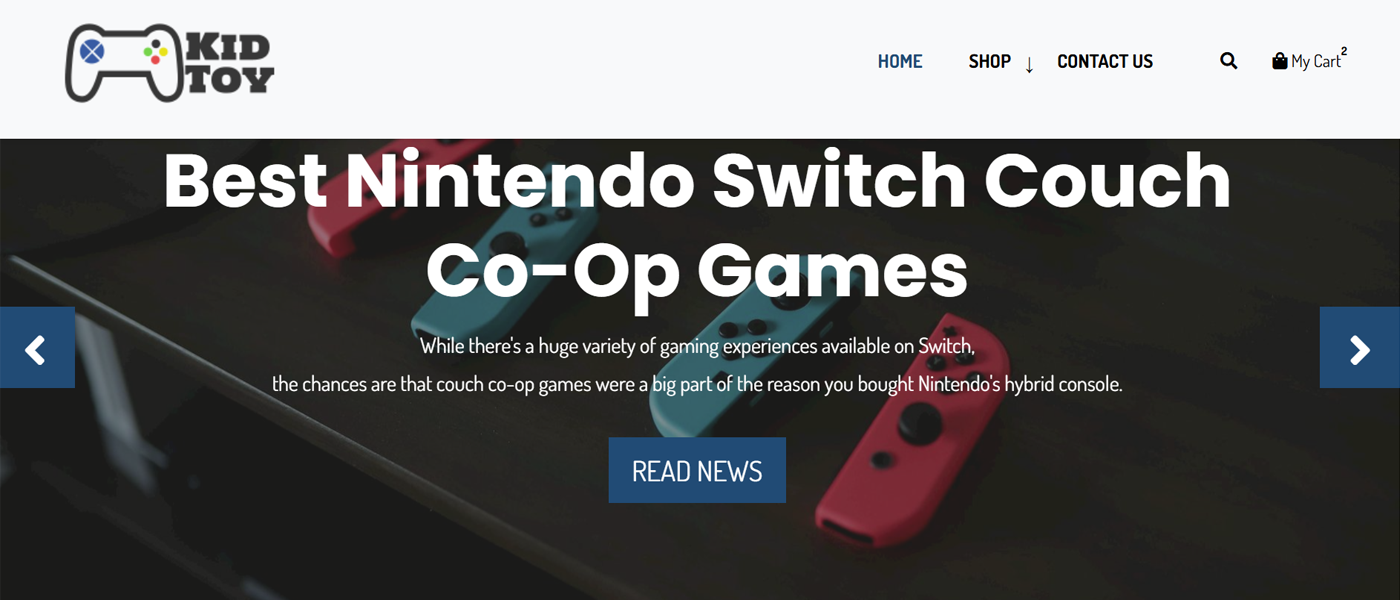 KID
TOY
HOME SHOP ↓ CONTACT US My Cart 2
Best Nintendo Switch Couch
Co-Op Games
While there's a huge variety of gaming experiences available on Switch,
the chances are that couch co-op games were a big part of the reason you bought Nintendo's hybrid console.
READ NEWS